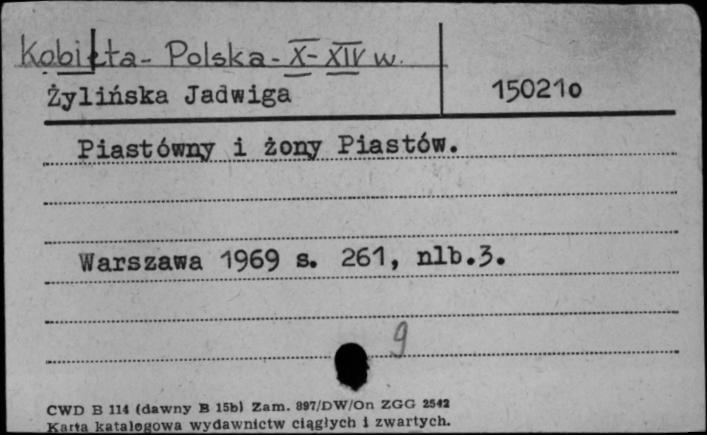 Kobieta - Polska - X - XIV w.
Żylińska Jadwiga 150210
Piastówny i żony Piastów.
Warszawa 1969 s. 261, nlb.3.
9
CWD B 114 (dawny B 15b) Zam. 897/DW/On ZGG 2542
Karta katalogowa wydawnictw ciągłych i zwartych.